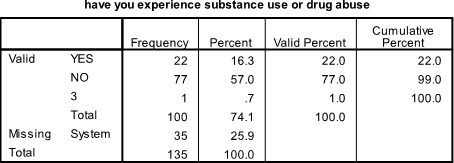 have you experience substance use or drug abuse
Frequency Percent Valid Percent Cumulative Percent
Valid YES 22 16.3 22.0 22.0
NO 77 57.0 77.0 99.0
3 1 .7 1.0 100.0
Total 100 74.1 100.0
Missing System 35 25.9
Total 135 100.0